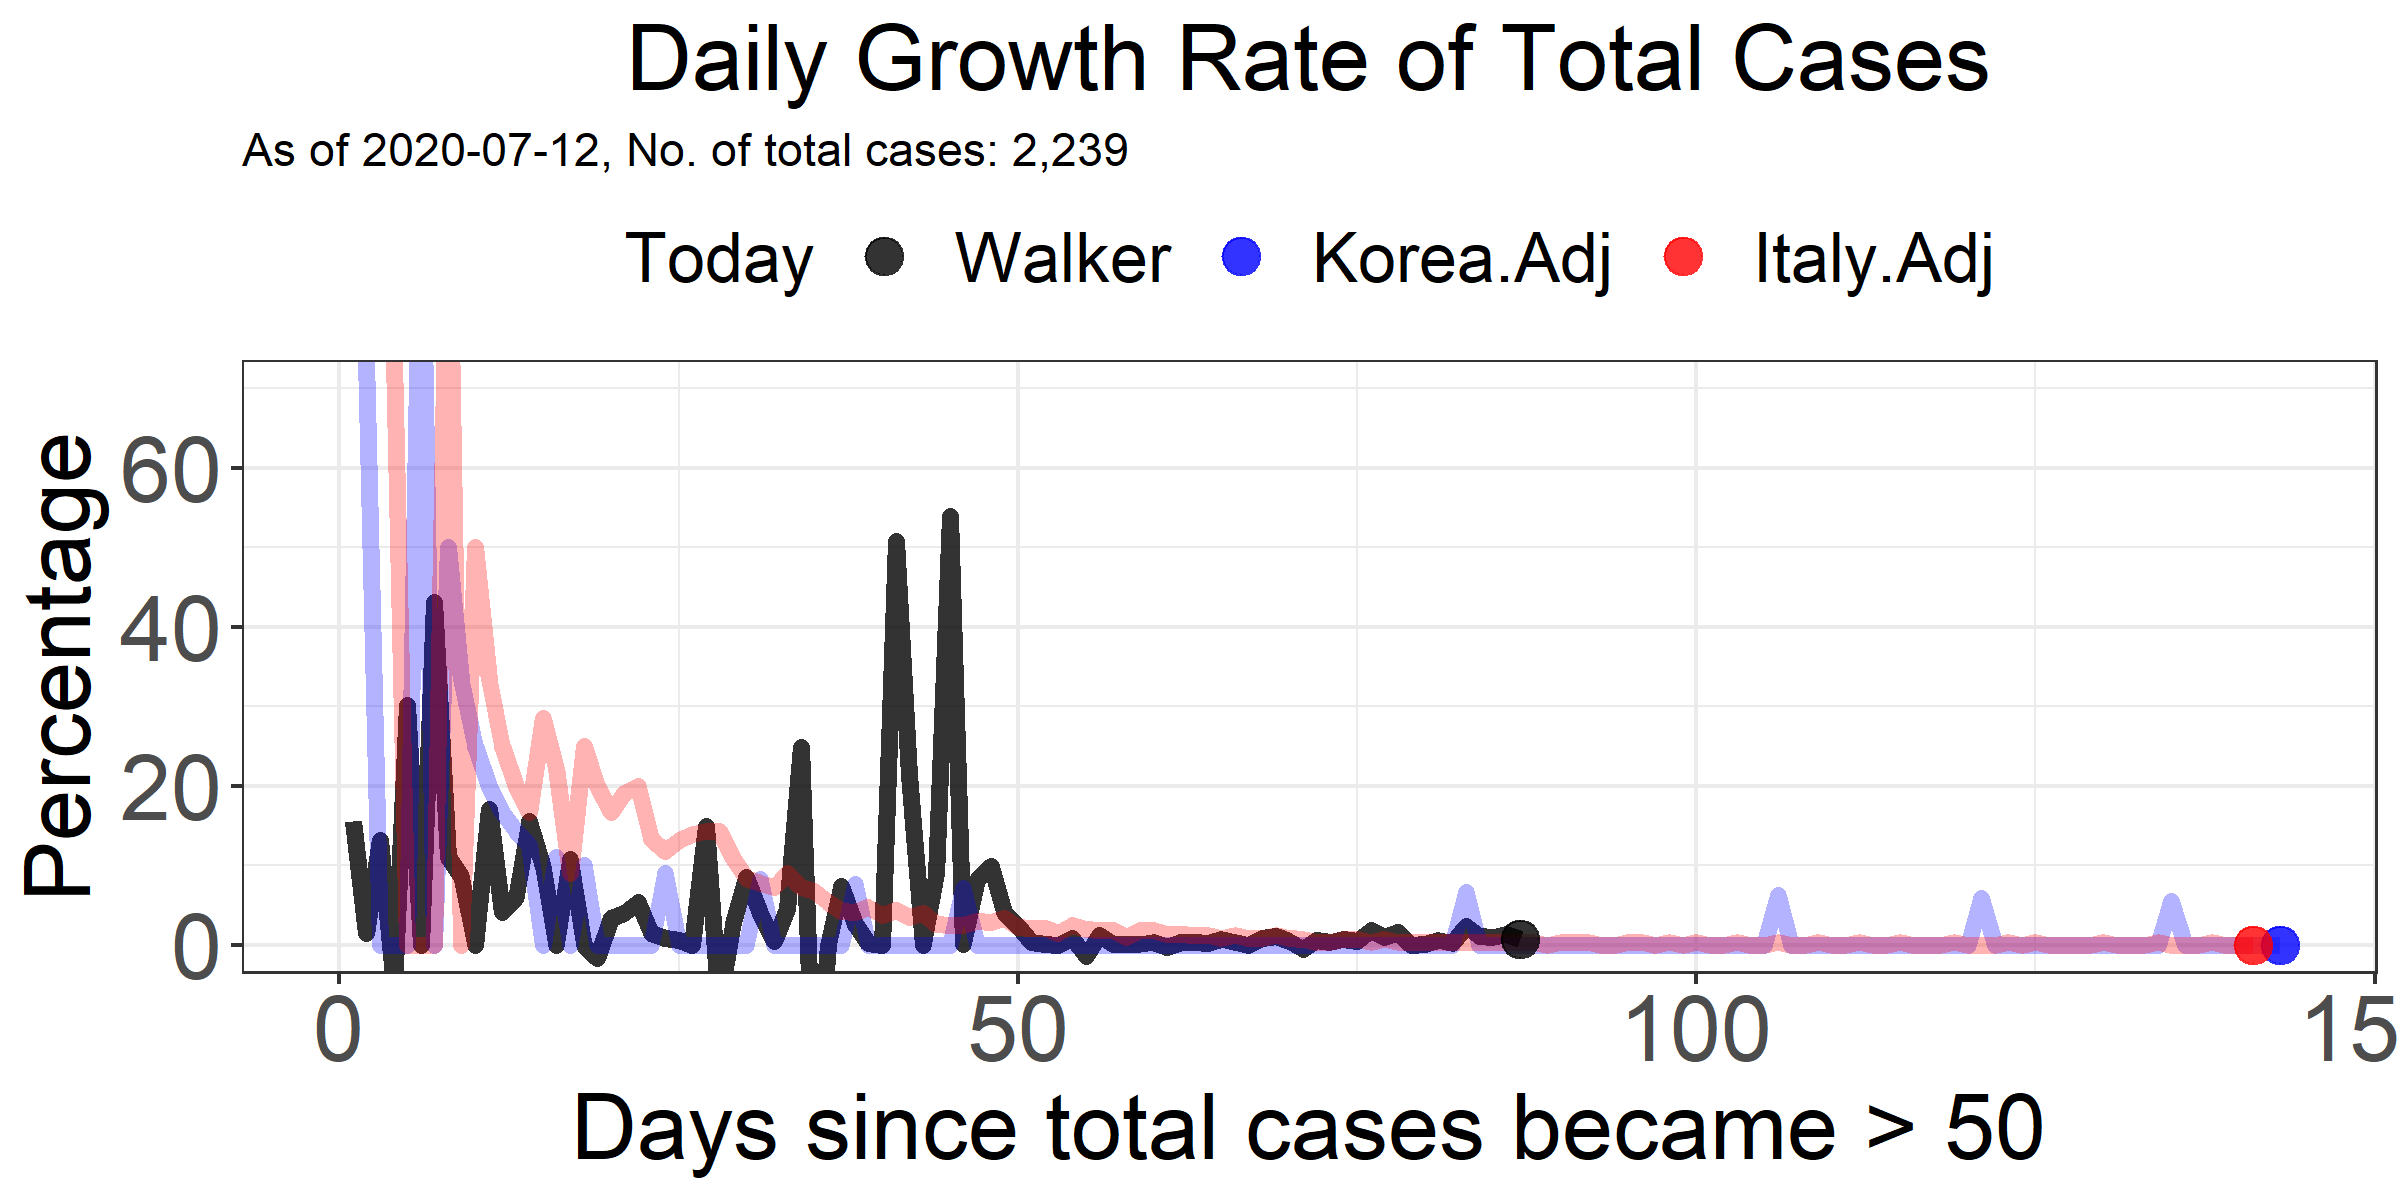 Daily Growth Rate of Total Cases
As of 2020-07-12, No. of total cases: 2,239
Today Walker Korea.Adj Italy.Adj
Percentage
60
40
20
0
0 50 100 15
Days since total cases became > 50